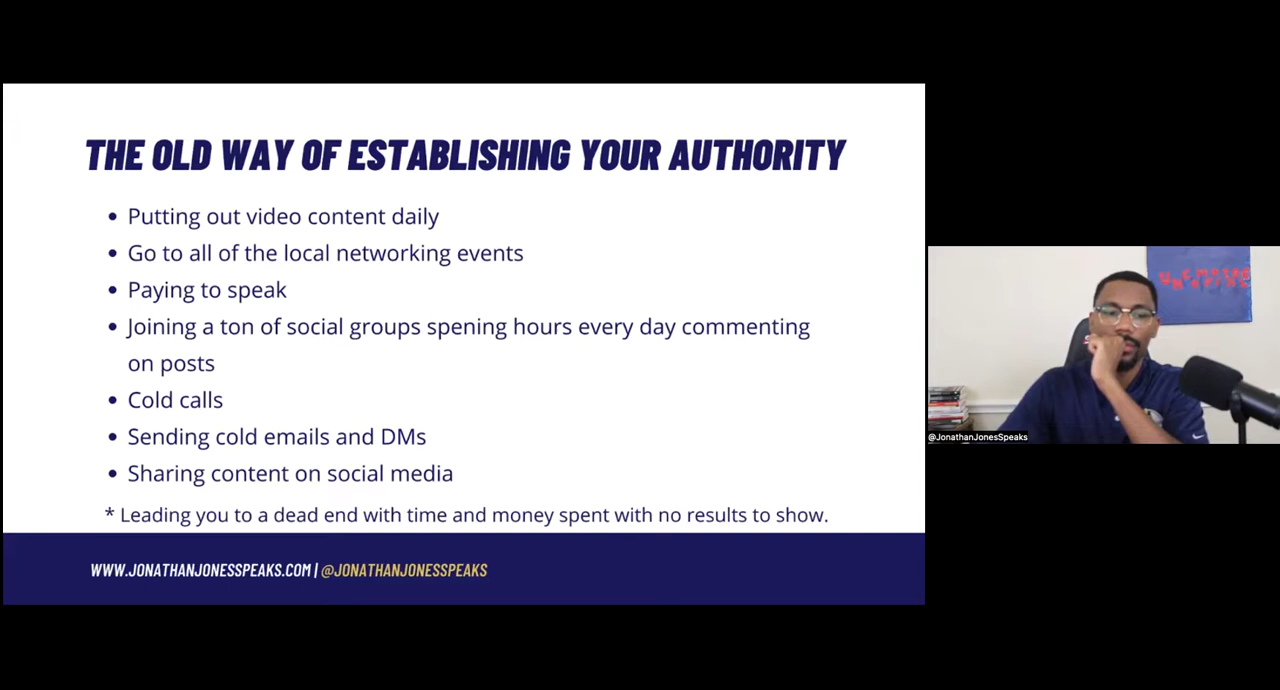 THE OLD WAY OF ESTABLISHING YOUR AUTHORITY
• Putting out video content daily
• Go to all of the local networking events
• Paying to speak
• Joining a ton of social groups spening hours every day commenting
on posts
• Cold calls
• Sending cold emails and DMs
• Sharing content on social media
* Leading you to a dead end with time and money spent with no results to show.
WWW.JONATHANJONESSPEAKS.COM | @JONATHANJONESSPEAKS
@JonathanJonesSpeaks